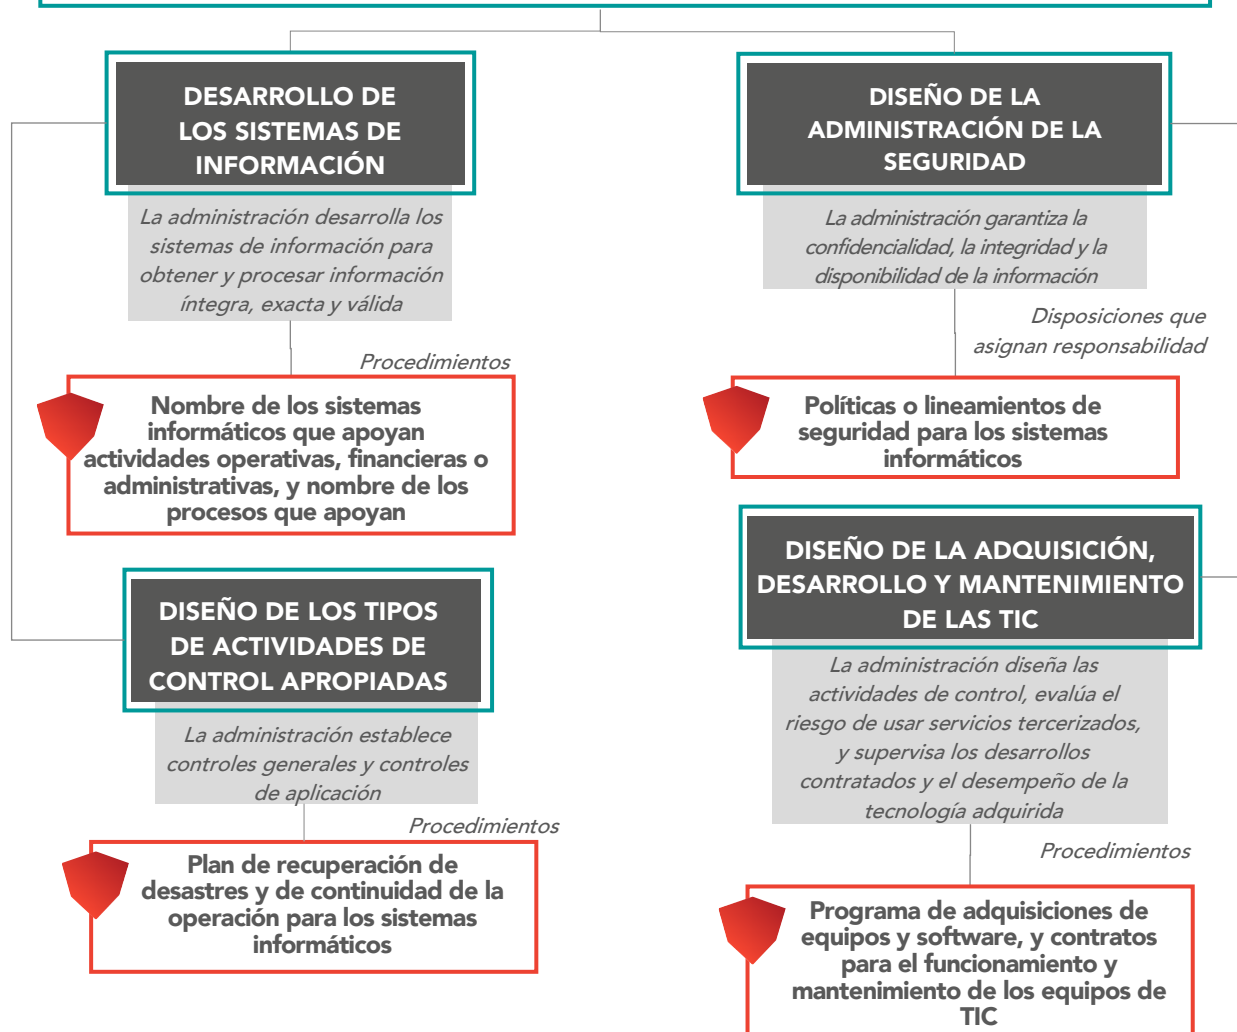 DESARROLLO DE
LOS SISTEMAS DE
INFORMACIÓN
La administración desarrolla los
sistemas de información para
obtener y procesar información
íntegra, exacta y válida
Procedimientos
Nombre de los sistemas
informáticos que apoyan
actividades operativas, financieras o
administrativas, y nombre de los
procesos que apoyan
DISEÑO DE LOS TIPOS
DE ACTIVIDADES DE
CONTROL APROPIADAS
La administración establece
controles generales y controles
de aplicación
Procedimientos
Plan de recuperación de
desastres y de continuidad de la
operación para los sistemas
informáticos
DISEÑO DE LA
ADMINISTRACIÓN DE LA
SEGURIDAD
La administración garantiza la
confidencialidad, la integridad y la
disponibilidad de la información
Disposiciones que
asignan responsabilidad
Políticas o lineamientos de
seguridad para los sistemas
informáticos
DISEÑO DE LA ADQUISICIÓN,
DESARROLLO Y MANTENIMIENTO
DE LAS TIC
La administración diseña las
actividades de control, evalúa el
riesgo de usar servicios tercerizados,
y supervisa los desarrollos
contratados y el desempeño de la
tecnología adquirida
Procedimientos
Programa de adquisiciones de
equipos y software, y contratos
para el funcionamiento y
mantenimiento de los equipos de
TIC